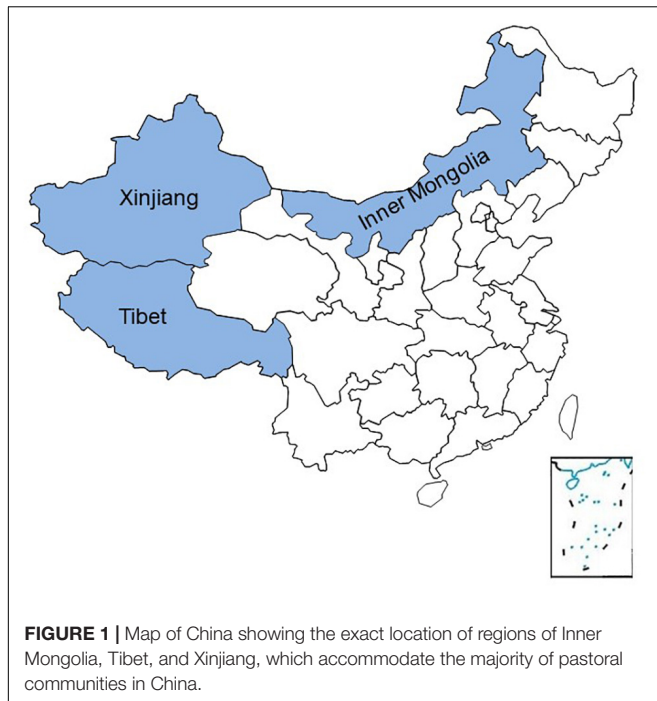 Xinjiang
Inner Mongolia
Tibet
FIGURE 1 | Map of China showing the exact location of regions of Inner
Mongolia, Tibet, and Xinjiang, which accommodate the majority of pastoral
communities in China.